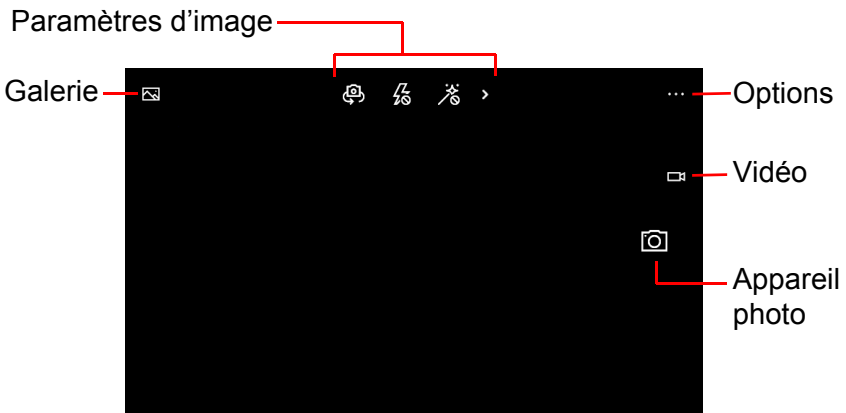 Paramètres d’image
Galerie
Options
Vidéo
Appareil
photo